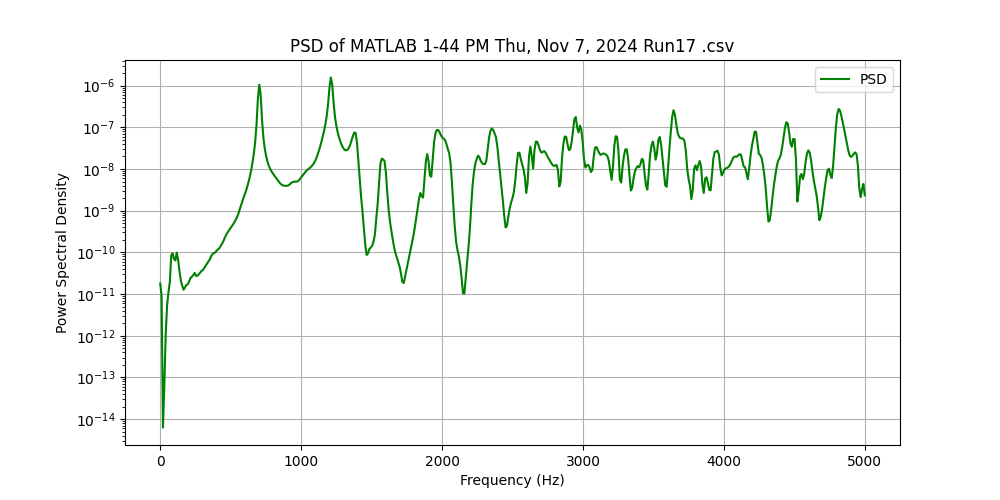 PSD of MATLAB 1-44 PM Thu, Nov 7, 2024 Run17 .csv
PSD
Power Spectral Density
10⁻⁶
10⁻⁷
10⁻⁸
10⁻⁹
10⁻¹⁰
10⁻¹¹
10⁻¹²
10⁻¹³
10⁻¹⁴
0 1000 2000 3000 4000 5000
Frequency (Hz)